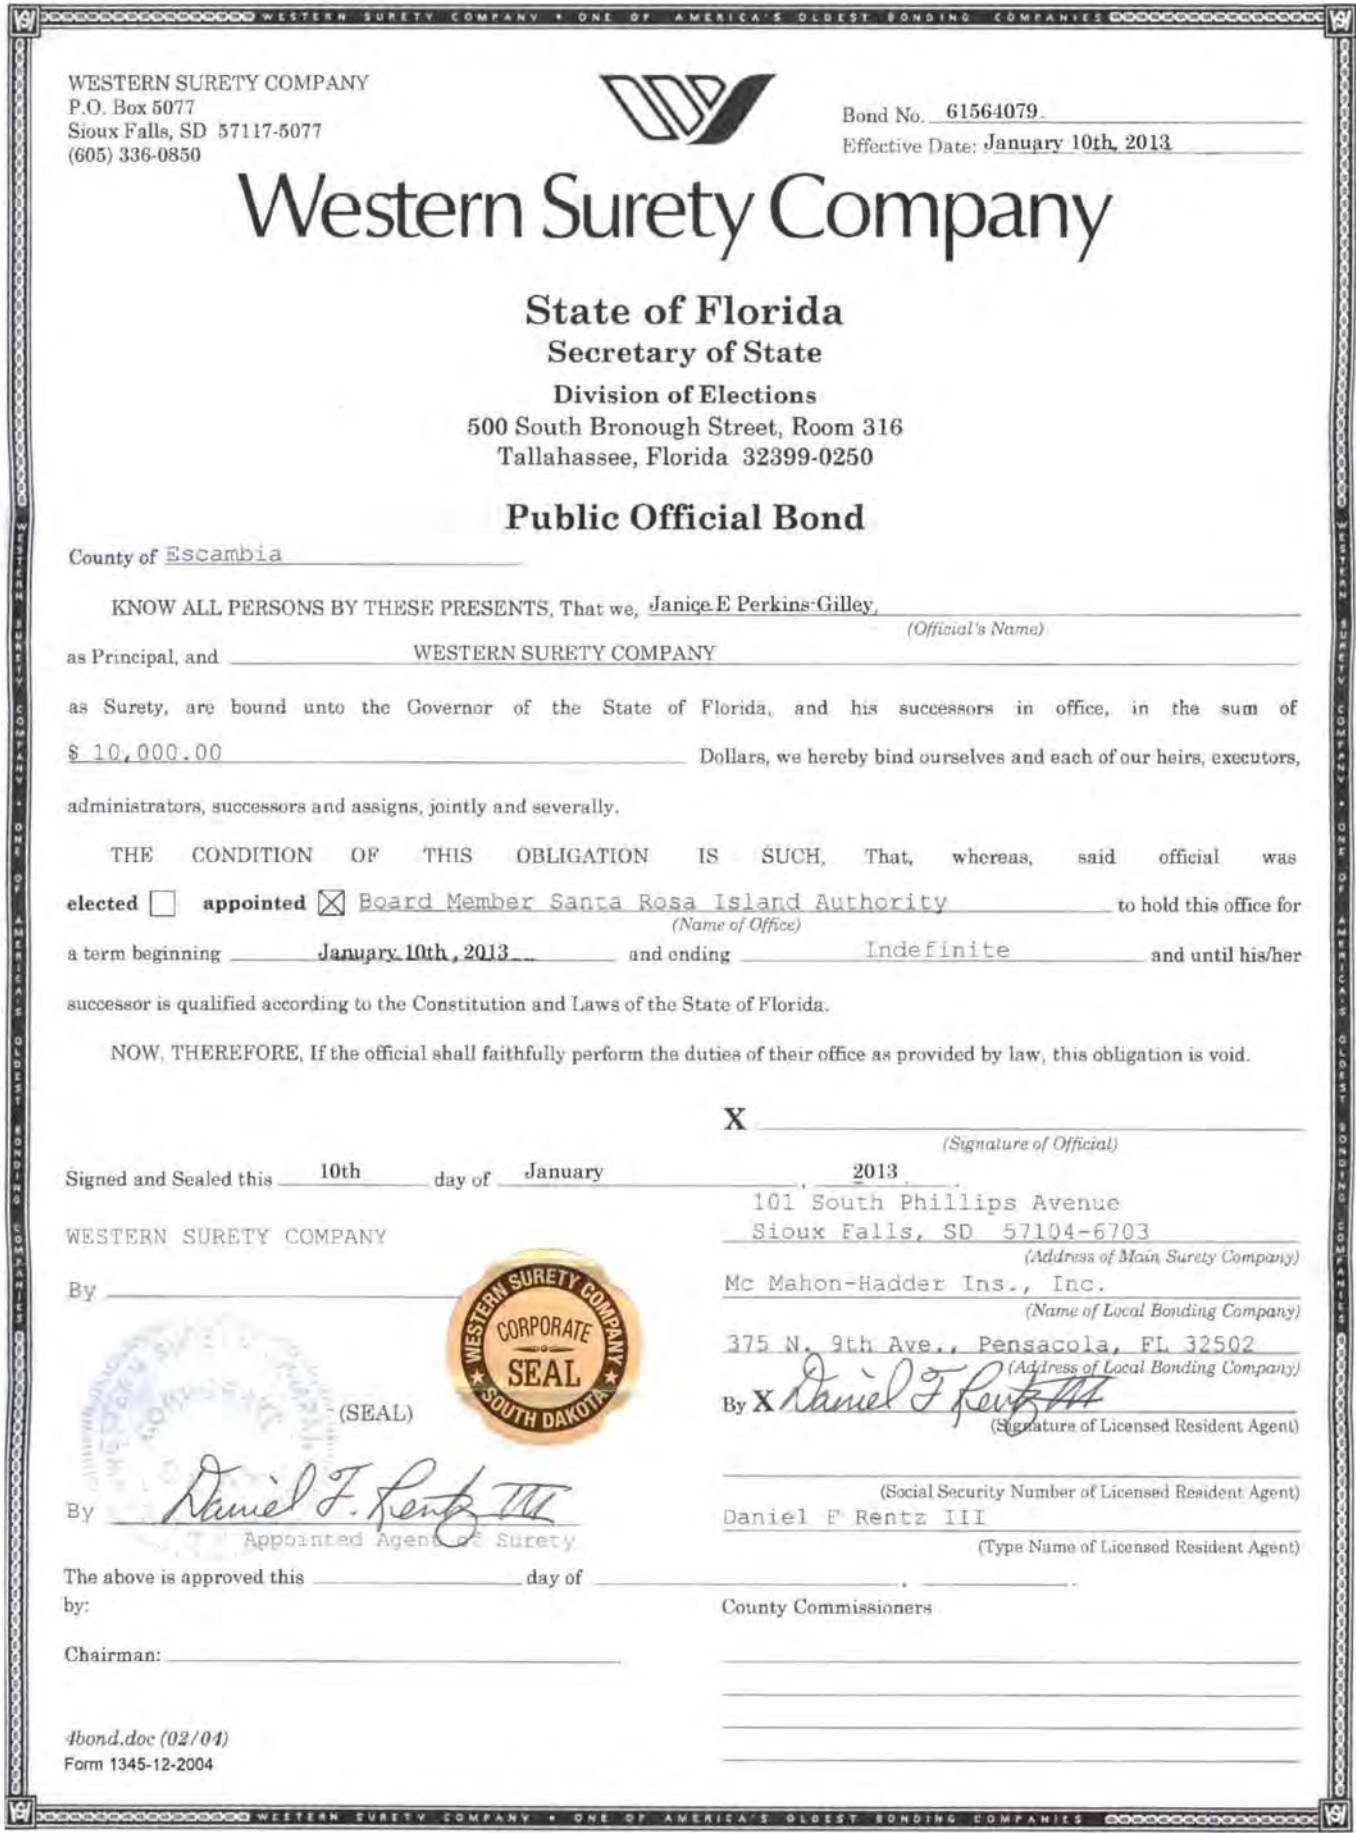 WESTERN SURETY COMPANY • ONE OF AMERICA'S OLDEST BONDING COMPANIES
WESTERN SURETY COMPANY
P.O. Box 5077
Sioux Falls, SD 57117-5077
(605) 336-0850
Bond No. 61564079
Effective Date: January 10th, 2013
Western Surety Company
State of Florida
Secretary of State
Division of Elections
500 South Bronough Street, Room 316
Tallahassee, Florida 32399-0250
Public Official Bond
County of Escambia
KNOW ALL PERSONS BY THESE PRESENTS, That we, Janice E Perkins-Gilley,
(Official's Name)
as Principal, and WESTERN SURETY COMPANY
as Surety, are bound unto the Governor of the State of Florida, and his successors in office, in the sum of
$ 10,000.00 Dollars, we hereby bind ourselves and each of our heirs, executors,
administrators, successors and assigns, jointly and severally.
THE CONDITION OF THIS OBLIGATION IS SUCH, That, whereas, said official was
elected ☐ appointed ☒ Board Member Santa Rosa Island Authority to hold this office for
(Name of Office)
a term beginning January 10th, 2013 and ending Indefinite and until his/her
successor is qualified according to the Constitution and Laws of the State of Florida.
NOW, THEREFORE, If the official shall faithfully perform the duties of their office as provided by law, this obligation is void.
X
(Signature of Official)
Signed and Sealed this 10th day of January, 2013.
101 South Phillips Avenue
WESTERN SURETY COMPANY
Sioux Falls, SD 57104-6703
(Address of Main Surety Company)
By
Mc Mahon-Hadder Ins., Inc.
(Name of Local Bonding Company)
375 N. 9th Ave., Pensacola, FL 32502
(Address of Local Bonding Company)
WESTERN SURETY COMPANY
CORPORATE
SEAL
SOUTH DAKOTA
(SEAL)
By X Daniel F Rentz III
(Signature of Licensed Resident Agent)
(Social Security Number of Licensed Resident Agent)
By Daniel F. Rentz III
Appointed Agent of Surety
Daniel F Rentz III
(Type Name of Licensed Resident Agent)
The above is approved this day of , .
by:
County Commissioners
Chairman:
4bond.doc (02/04)
Form 1345-12-2004
WESTERN SURETY COMPANY • ONE OF AMERICA'S OLDEST BONDING COMPANIES